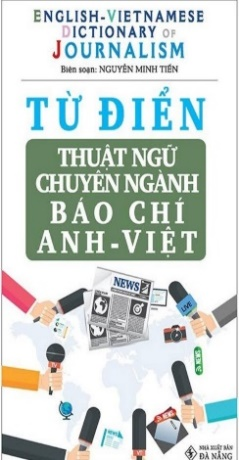 ENGLISH-VIETNAMESE
DICTIONARY OF
JOURNALISM
Biên soạn: NGUYỄN MINH TIẾN
TỪ ĐIỂN
THUẬT NGỮ
CHUYÊN NGÀNH
BÁO CHÍ
ANH-VIỆT
NEWS
LIVE
NHÀ XUẤT BẢN
ĐÀ NẴNG